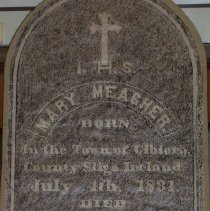 I. H. S.
MARY MEAGHER
BORN
In the Town of
County Sligo Ireland.
July 4th, 1831
DIED